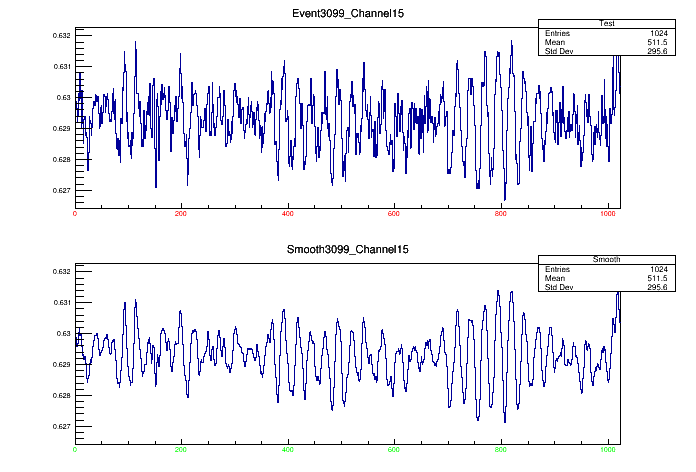 Event3099_Channel15
Test
Entries 1024
Mean 511.5
Std Dev 295.6
0.632
0.631
0.63
0.629
0.628
0.627
0 200 400 600 800 1000
Smooth3099_Channel15
Smooth
Entries 1024
Mean 511.5
Std Dev 295.6
0.632
0.631
0.63
0.629
0.628
0.627
0 200 400 600 800 1000